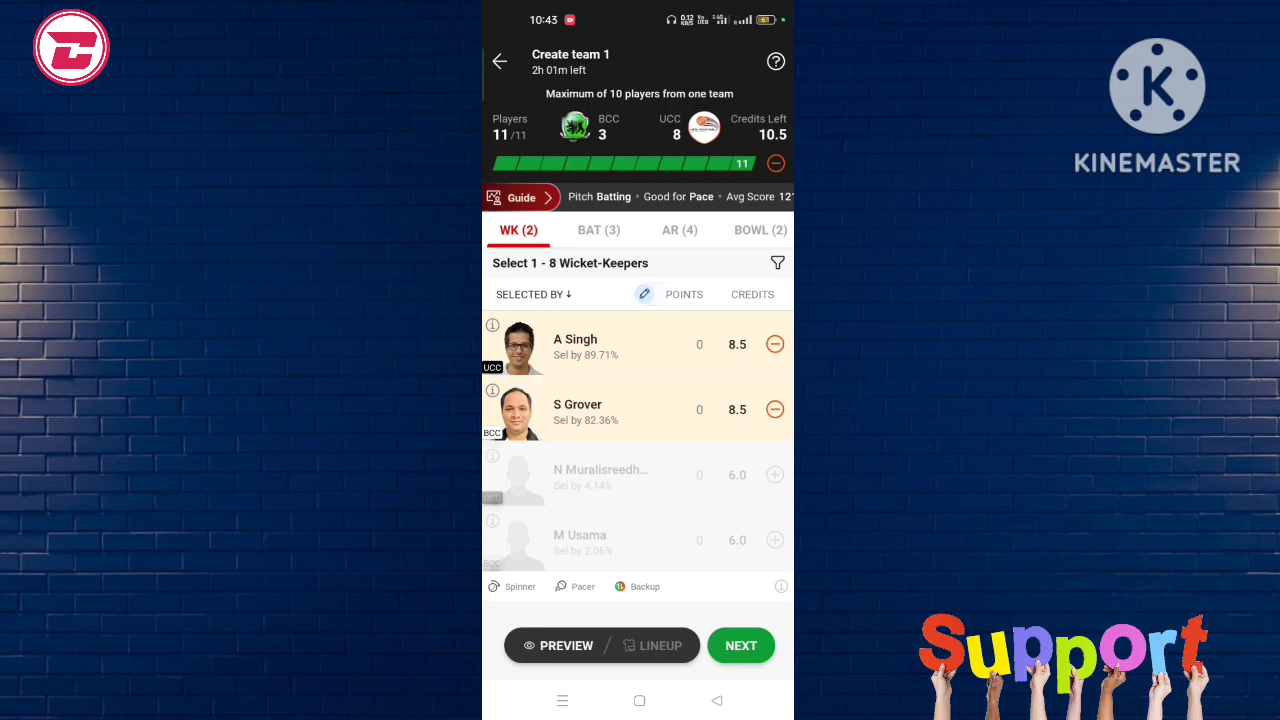 10:43
0.12 KB/S
61
Create team 1
2h 01m left
Maximum of 10 players from one team
Players
11/11
BCC
3
UCC
8
Credits Left
10.5
11
Guide
Pitch Batting • Good for Pace • Avg Score 121
WK (2)
BAT (3)
AR (4)
BOWL (2)
Select 1 - 8 Wicket-Keepers
SELECTED BY ↓
POINTS
CREDITS
A Singh
Sel by 89.71%
0
8.5
UCC
S Grover
Sel by 82.36%
0
8.5
BCC
N Muralisreedh...
Sel by 4.14%
0
6.0
M Usama
Sel by 2.06%
0
6.0
BCC
Spinner
Pacer
Backup
PREVIEW
LINEUP
NEXT
K
KINEMASTER
Support